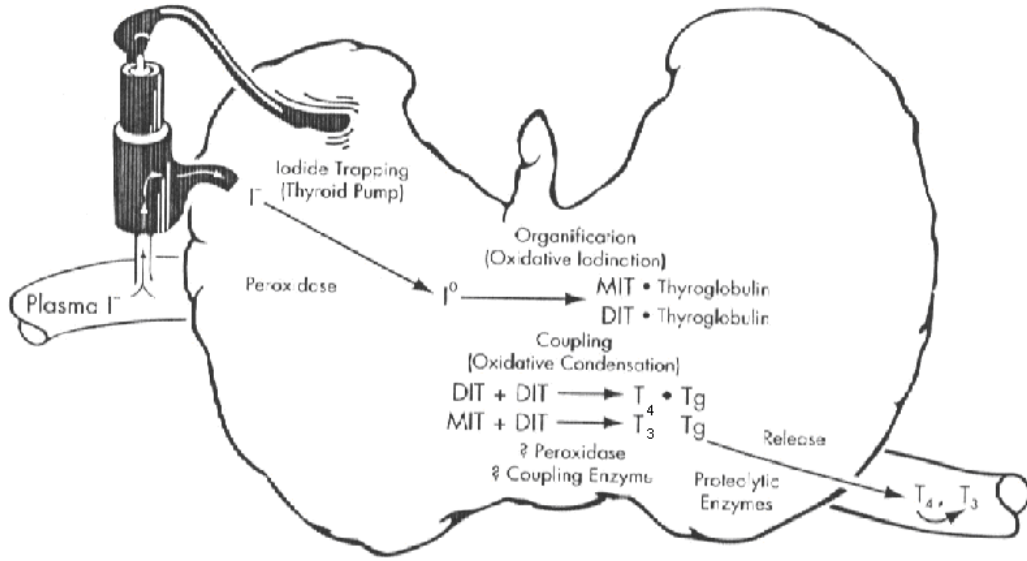 Iodide Trapping
(Thyroid Pump)
I⁻
Organification
(Oxidative Iodination)
Peroxidase
I⁰
MIT • Thyroglobulin
Plasma I⁻
DIT • Thyroglobulin
Coupling
(Oxidative Condensation)
DIT + DIT → T₄ • Tg
MIT + DIT → T₃ Tg
Release
? Peroxidase
? Coupling Enzyme
Proteolytic
Enzymes
T₄, T₃